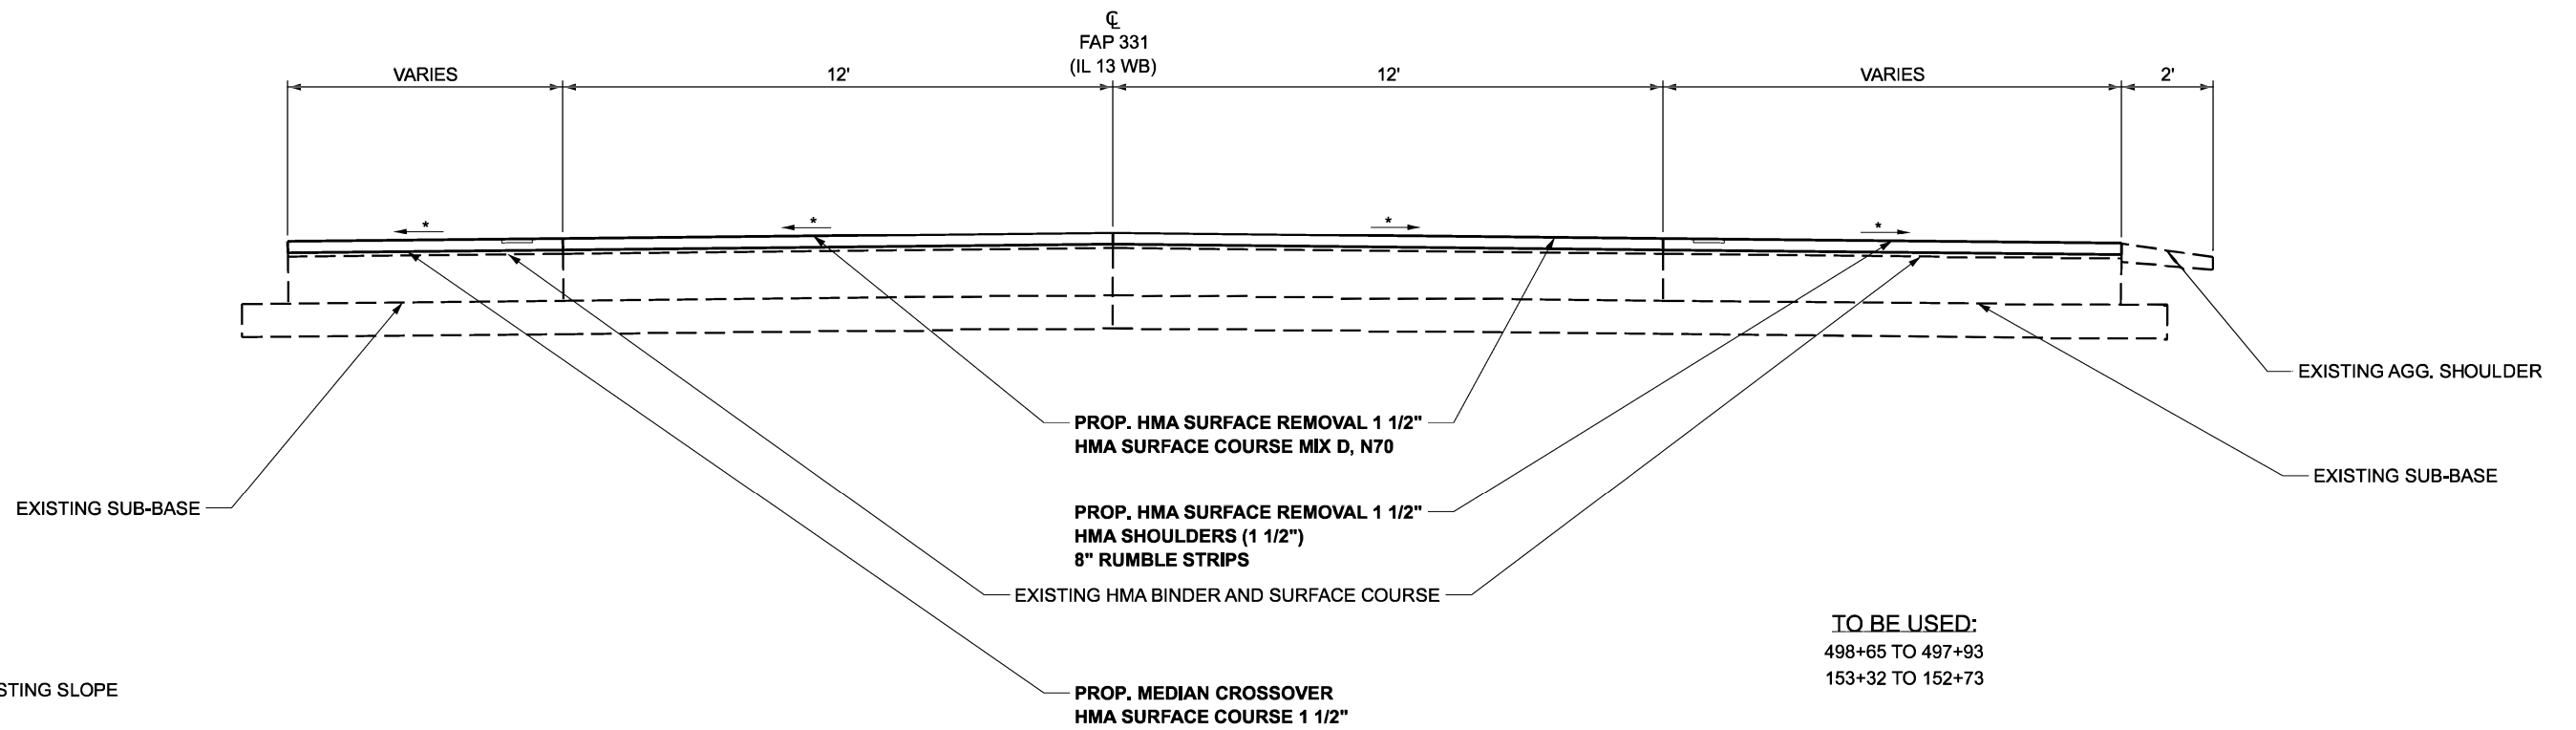 ℄
FAP 331
(IL 13 WB)
VARIES
12'
12'
VARIES
2'
*
*
*
*
EXISTING AGG. SHOULDER
PROP. HMA SURFACE REMOVAL 1 1/2"
HMA SURFACE COURSE MIX D, N70
EXISTING SUB-BASE
EXISTING SUB-BASE
PROP. HMA SURFACE REMOVAL 1 1/2"
HMA SHOULDERS (1 1/2")
8" RUMBLE STRIPS
EXISTING HMA BINDER AND SURFACE COURSE
TO BE USED:
498+65 TO 497+93
153+32 TO 152+73
STING SLOPE
PROP. MEDIAN CROSSOVER
HMA SURFACE COURSE 1 1/2"